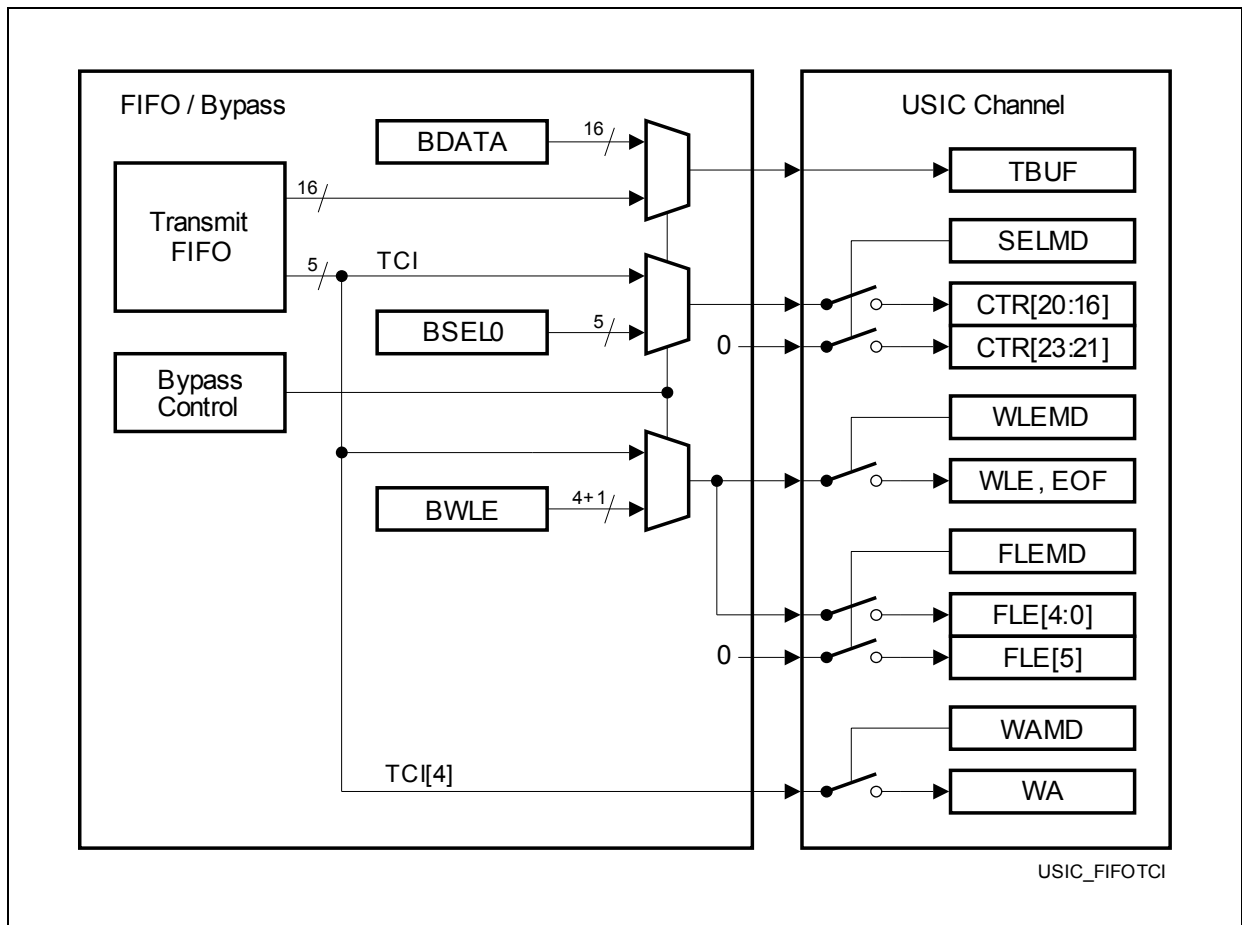 FIFO / Bypass
USIC Channel
BDATA
16
TBUF
16
Transmit
FIFO
SELMD
5
TCI
CTR[20:16]
BSEL0
5
0
CTR[23:21]
Bypass
Control
WLEMD
WLE, EOF
BWLE
4+1
FLEMD
FLE[4:0]
0
FLE[5]
WAMD
TCI[4]
WA
USIC_FIFOTCI